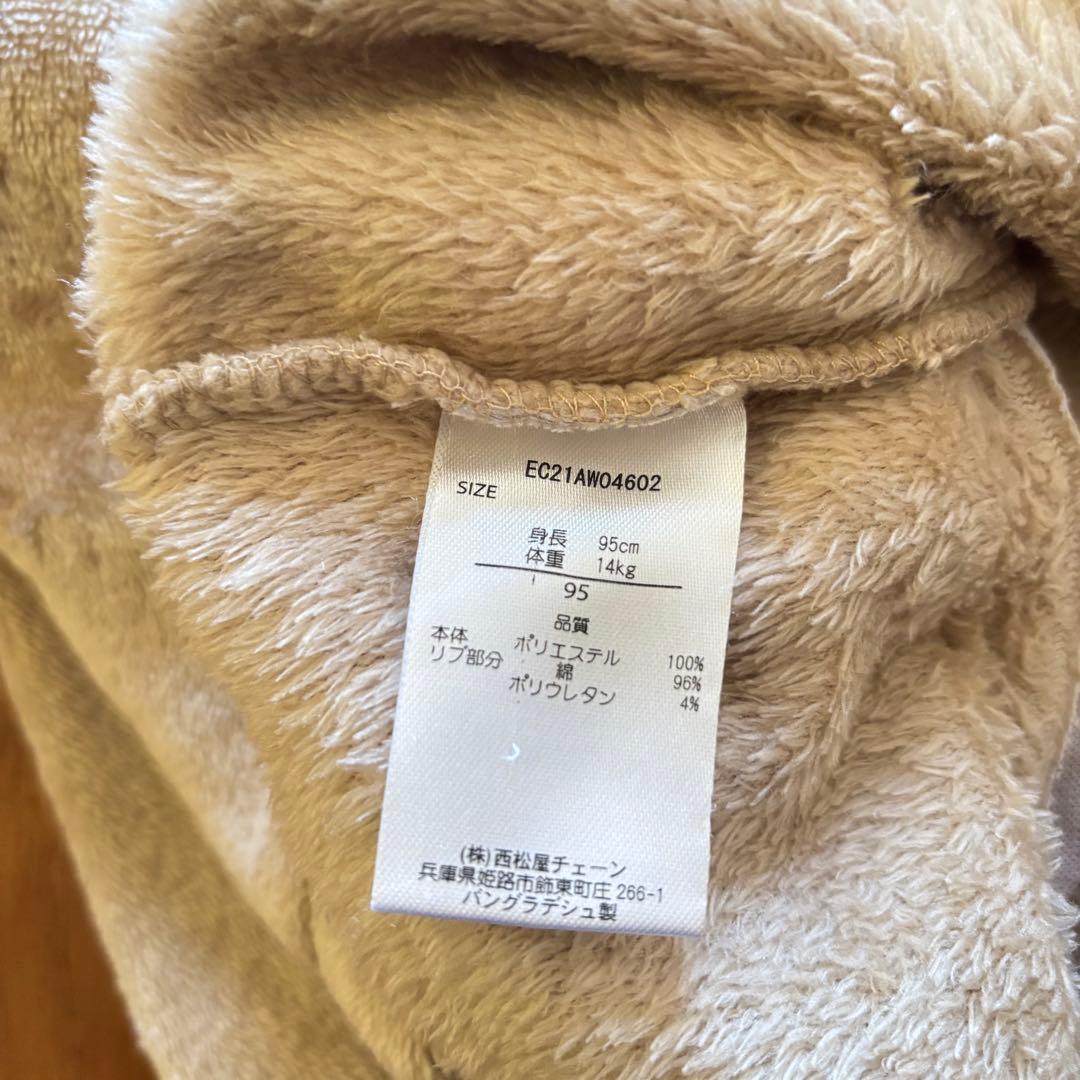 EC21AW04602
SIZE
身長 95cm
体重 14kg
95
品質
本体 ポリエステル 100%
リブ部分 綿 96%
ポリウレタン 4%
(株)西松屋チェーン
兵庫県姫路市飾東町庄266-1
バングラデシュ製